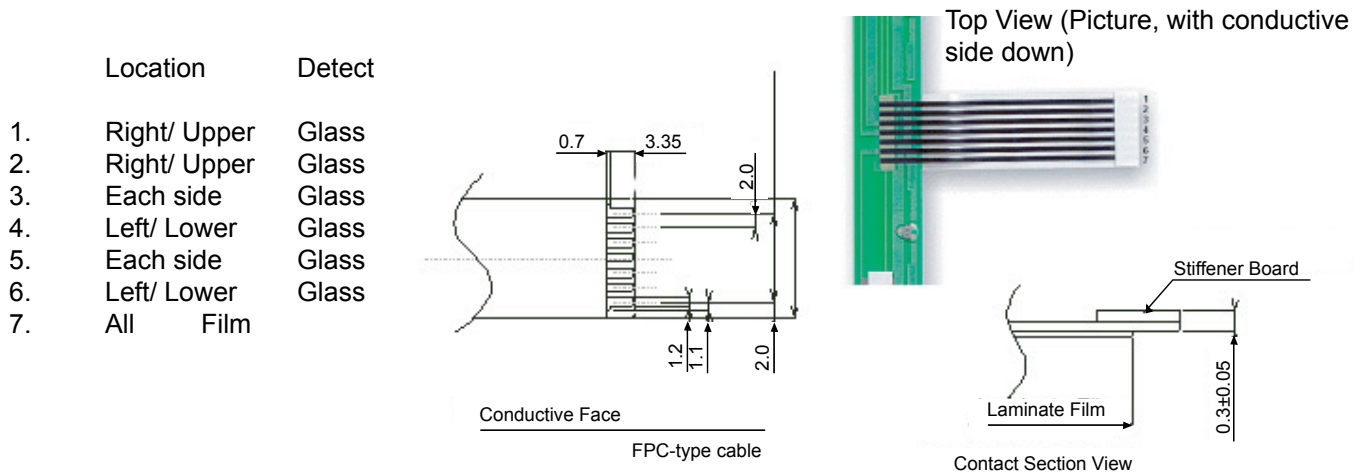 Location Detect
1. Right/ Upper Glass
2. Right/ Upper Glass
3. Each side Glass
4. Left/ Lower Glass
5. Each side Glass
6. Left/ Lower Glass
7. All Film
0.7
3.35
2.0
1.2
1.1
2.0
Conductive Face
FPC-type cable
Top View (Picture, with conductive
side down)
1
2
3
4
5
6
7
Stiffener Board
Laminate Film
0.3±0.05
Contact Section View